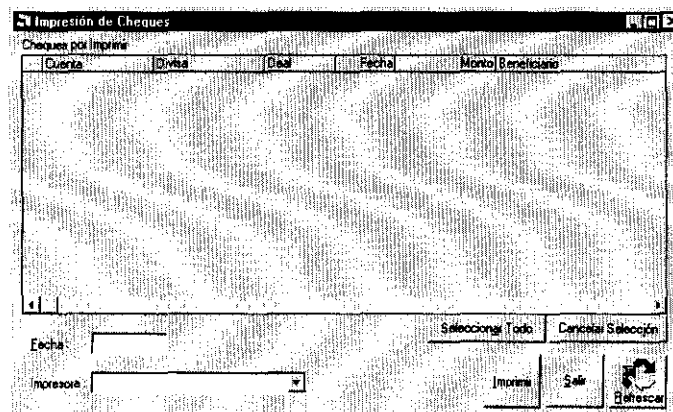 Impresión de Cheques
Cheques por Imprimir
Cuenta Divisa Deal Fecha Monto Beneficiario
Seleccionar Todo Cancelar Selección
Fecha
Impresora
Imprimir Salir Refrescar